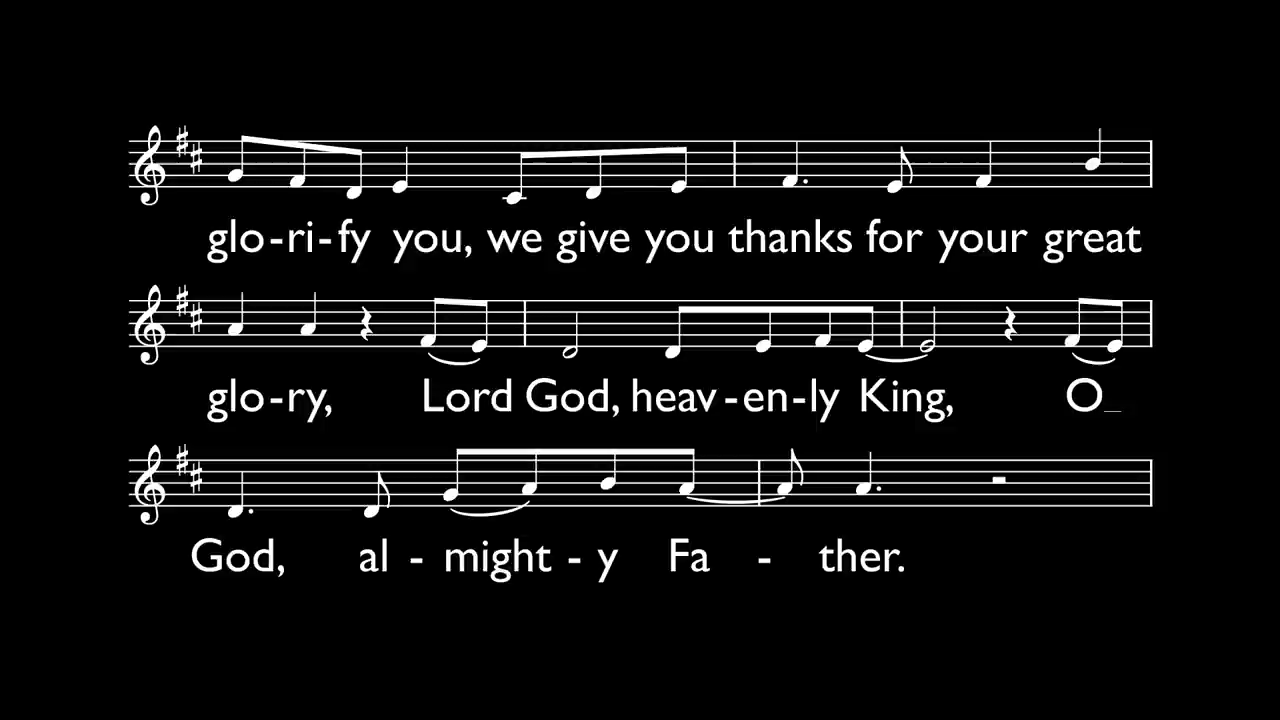 glo-ri-fy you, we give you thanks for your great
glo-ry, Lord God, heav-en-ly King, O_
God, al-might-y Fa-ther.